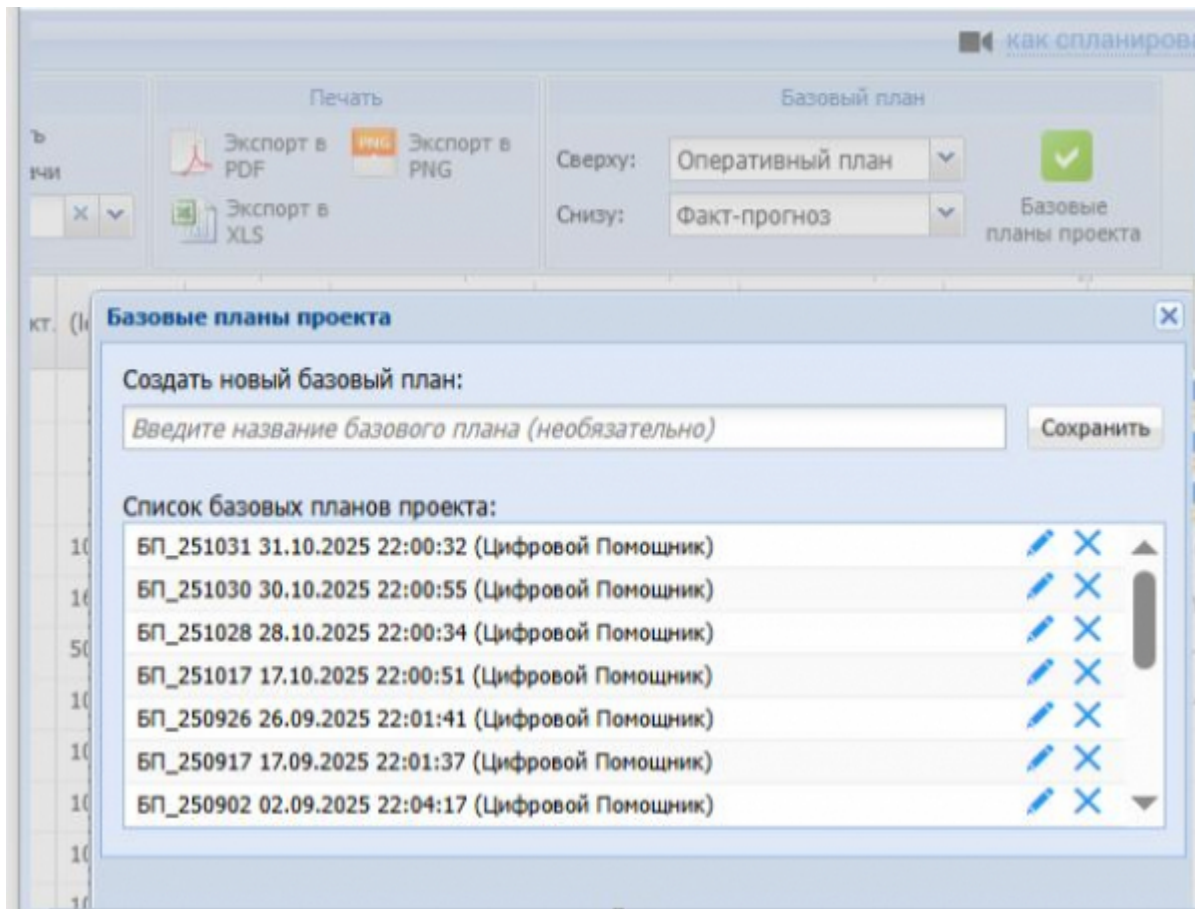 как спланирова
Печать
Базовый план
ъ
ачи
Экспорт в
PDF
PNG
Экспорт в
PNG
Экспорт в
XLS
Сверху:
Оперативный план
Снизу:
Факт-прогноз
Базовые
планы проекта
кт.
Базовые планы проекта
Создать новый базовый план:
Введите название базового плана (необязательно)
Сохранить
Список базовых планов проекта:
БП_251031 31.10.2025 22:00:32 (Цифровой Помощник)
БП_251030 30.10.2025 22:00:55 (Цифровой Помощник)
БП_251028 28.10.2025 22:00:34 (Цифровой Помощник)
БП_251017 17.10.2025 22:00:51 (Цифровой Помощник)
БП_250926 26.09.2025 22:01:41 (Цифровой Помощник)
БП_250917 17.09.2025 22:01:37 (Цифровой Помощник)
БП_250902 02.09.2025 22:04:17 (Цифровой Помощник)